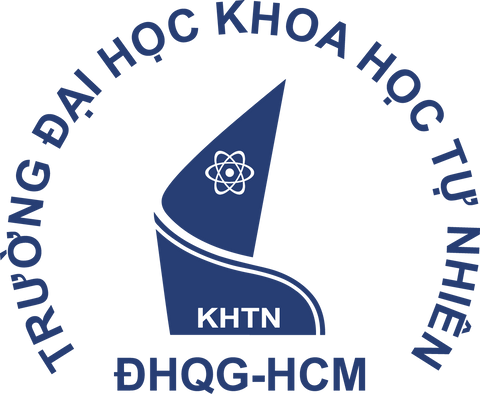 TRƯỜNG ĐẠI HỌC KHOA HỌC TỰ NHIÊN
KHTN
ĐHQG-HCM